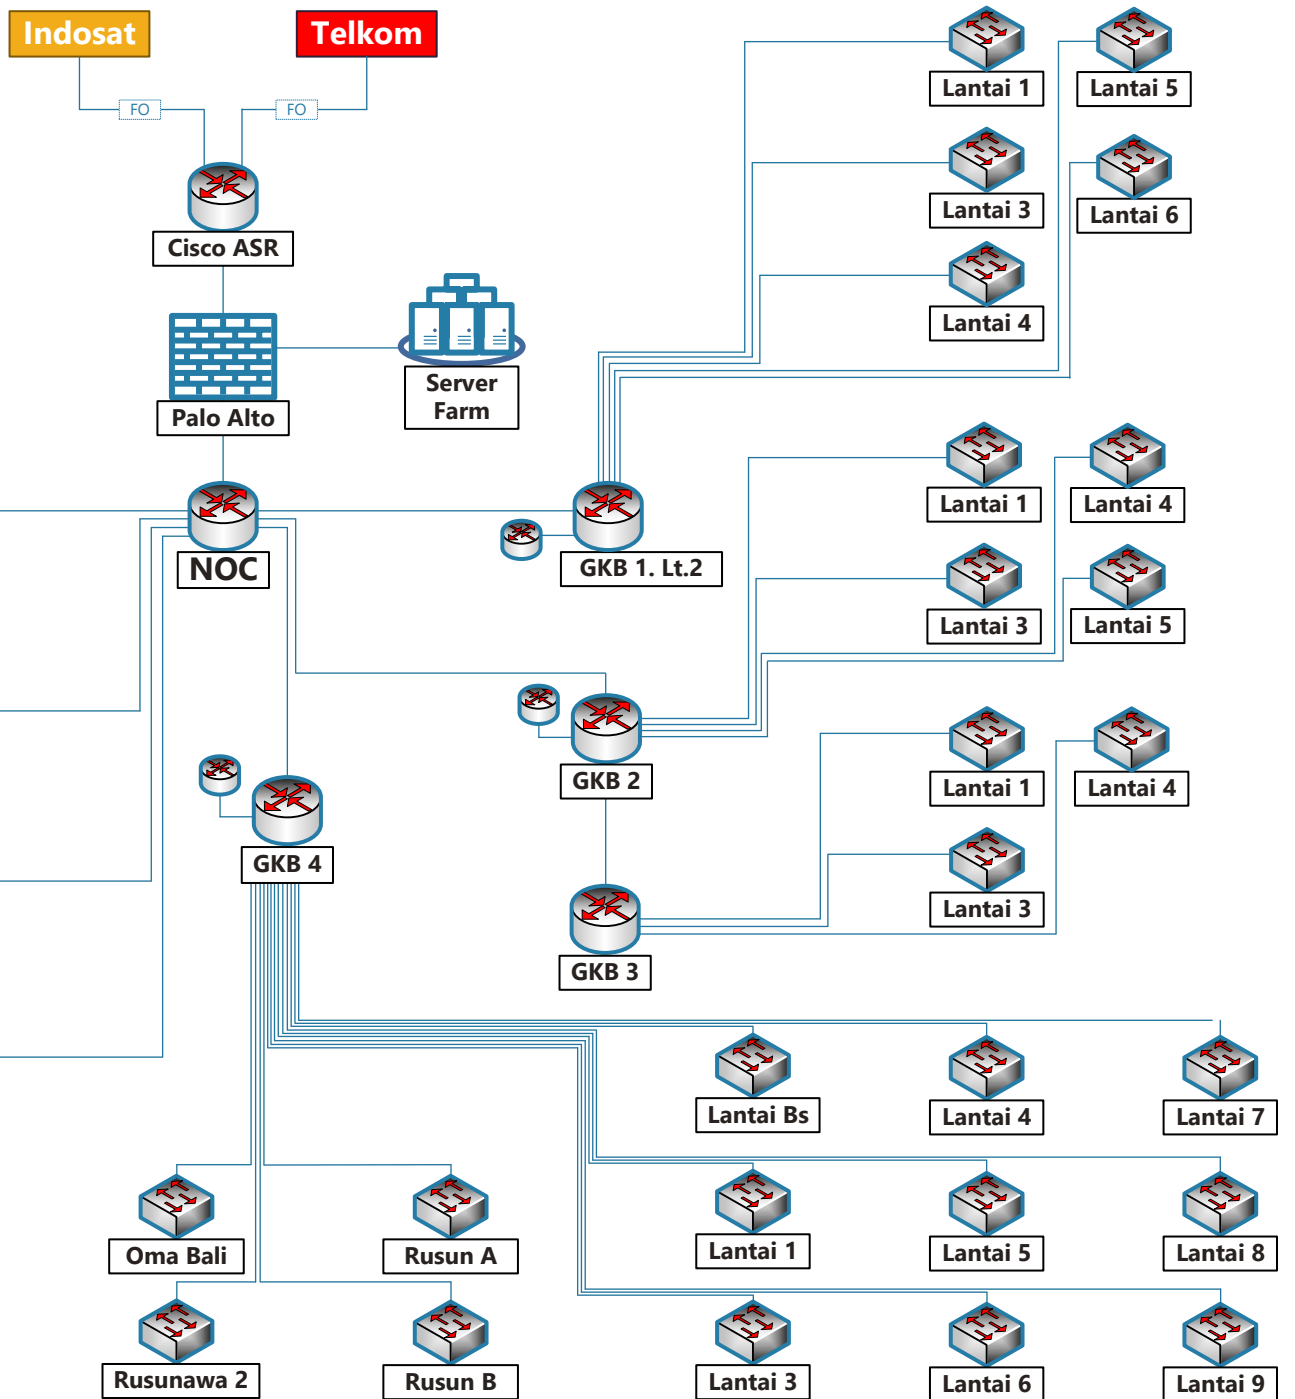 Indosat
Telkom
FO
FO
Cisco ASR
Palo Alto
Server
Farm
NOC
GKB 1. Lt.2
Lantai 1
Lantai 5
Lantai 3
Lantai 6
Lantai 4
Lantai 1
Lantai 4
Lantai 3
Lantai 5
GKB 2
Lantai 1
Lantai 4
Lantai 3
GKB 4
GKB 3
Lantai Bs
Lantai 4
Lantai 7
Oma Bali
Rusun A
Lantai 1
Lantai 5
Lantai 8
Rusunawa 2
Rusun B
Lantai 3
Lantai 6
Lantai 9